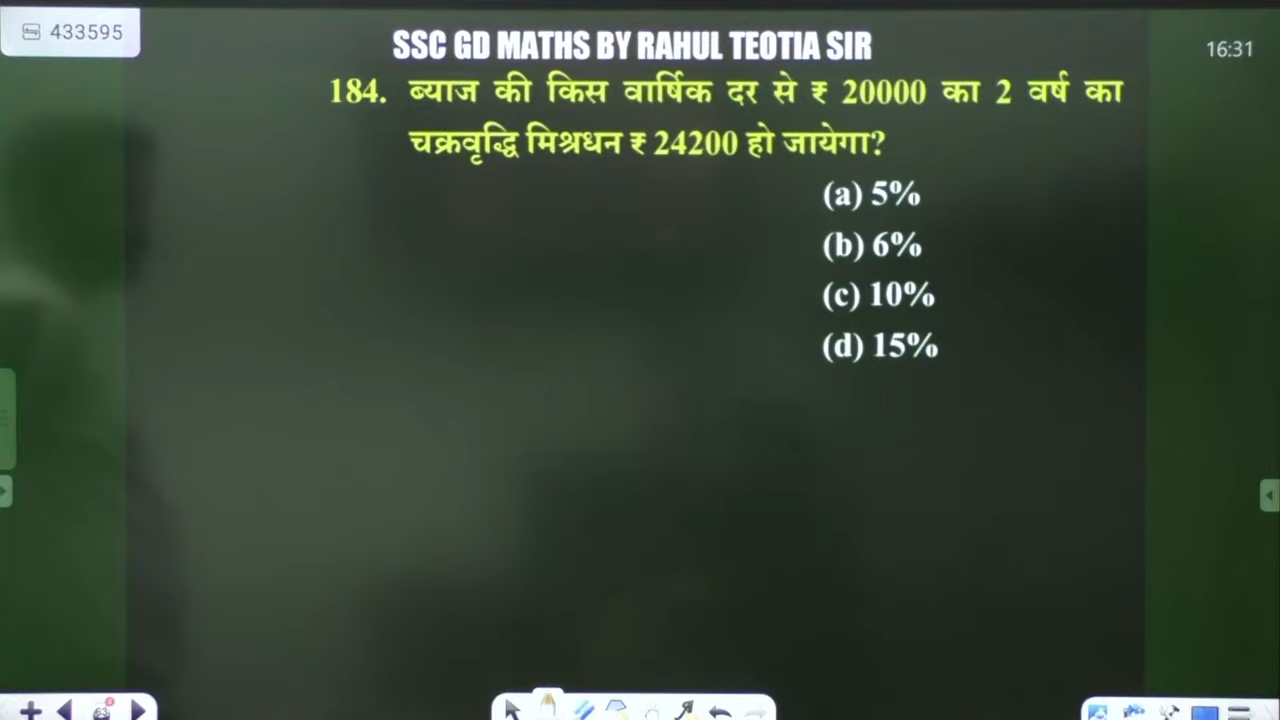 433595
SSC GD MATHS BY RAHUL TEOTIA SIR
16:31
184. ब्याज की किस वार्षिक दर से ₹ 20000 का 2 वर्ष का
चक्रवृद्धि मिश्रधन ₹ 24200 हो जायेगा?
(a) 5%
(b) 6%
(c) 10%
(d) 15%
63